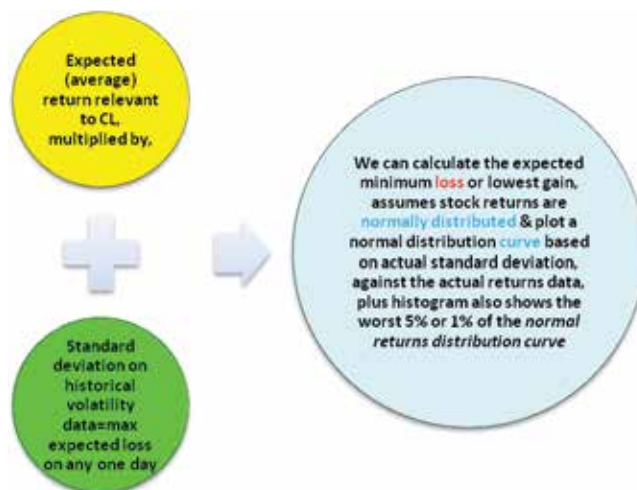 Expected
(average)
return relevant
to CL,
multiplied by,
Standard
deviation on
historical
volatility
data=max
expected loss
on any one day
We can calculate the expected
minimum loss or lowest gain,
assumes stock returns are
normally distributed & plot a
normal distribution curve based
on actual standard deviation,
against the actual returns data,
plus histogram also shows the
worst 5% or 1% of the normal
returns distribution curve